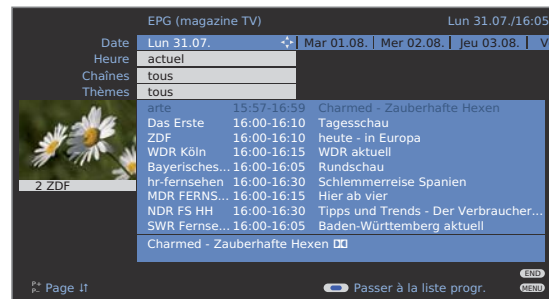 EPG (magazine TV) Lun 31.07./16:05
Date Lun 31.07. Mar 01.08. Mer 02.08. Jeu 03.08. V
Heure actuel
Chaînes tous
Thèmes tous
arte 15:57-16:59 Charmed - Zauberhafte Hexen
Das Erste 16:00-16:10 Tagesschau
ZDF 16:00-16:10 heute - in Europa
WDR Köln 16:00-16:15 WDR aktuell
Bayerisches... 16:00-16:05 Rundschau
hr-fernsehen 16:00-16:30 Schlemmerreise Spanien
MDR FERNS... 16:00-16:15 Hier ab vier
NDR FS HH 16:00-16:30 Tipps und Trends - Der Verbraucher...
SWR Fernse... 16:00-16:05 Baden-Württemberg aktuell
2 ZDF
Charmed - Zauberhafte Hexen
END
P+ P- Page Passer à la liste progr. MENU